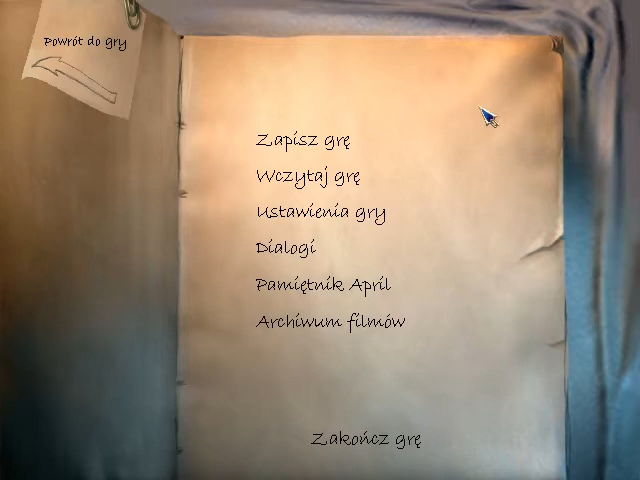 Powrót do gry
Zapisz grę
Wczytaj grę
Ustawienia gry
Dialogi
Pamiętnik April
Archiwum filmów
Zakończ grę